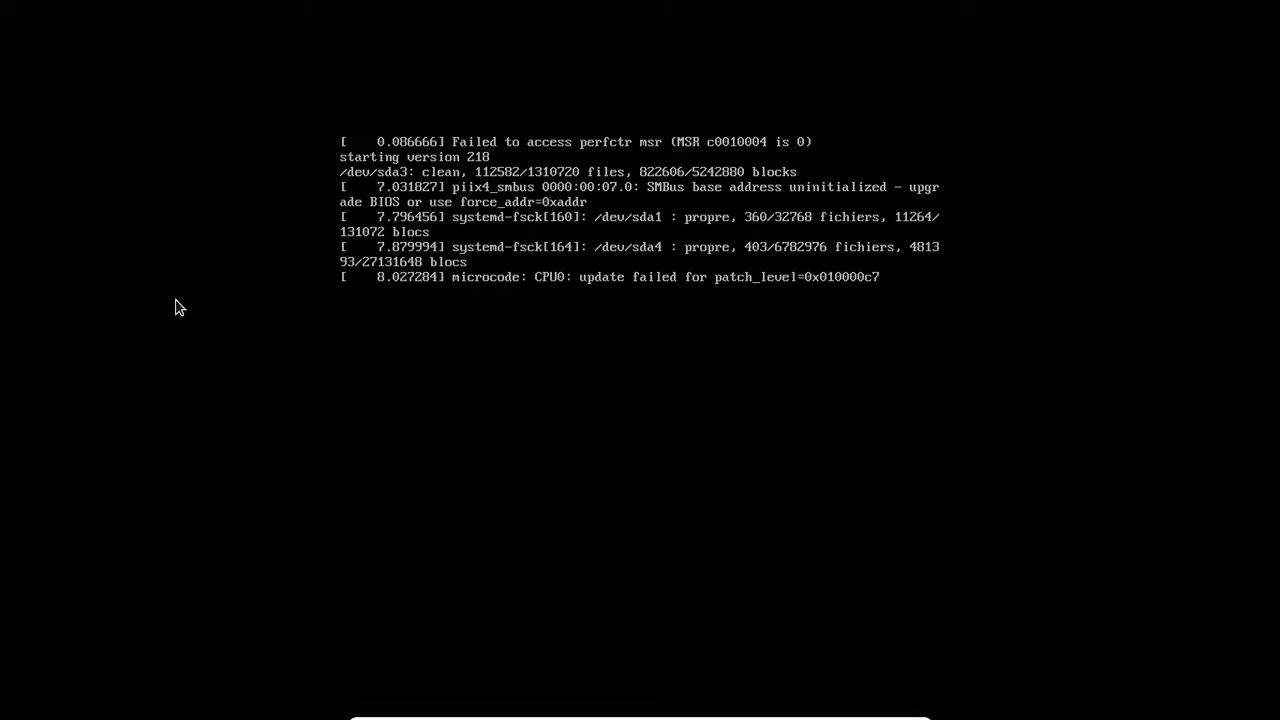 [    0.086666] Failed to access perfctr msr (MSR c0010004 is 0)
starting version 218
/dev/sda3: clean, 112582/1310720 files, 822606/5242880 blocks
[    7.031827] piix4_smbus 0000:00:07.0: SMBus base address uninitialized - upgr
ade BIOS or use force_addr=0xaddr
[    7.796456] systemd-fsck[160]: /dev/sda1 : propre, 360/32768 fichiers, 11264/
131072 blocs
[    7.879994] systemd-fsck[164]: /dev/sda4 : propre, 403/6782976 fichiers, 4813
93/27131648 blocs
[    8.027284] microcode: CPU0: update failed for patch_level=0x010000c7